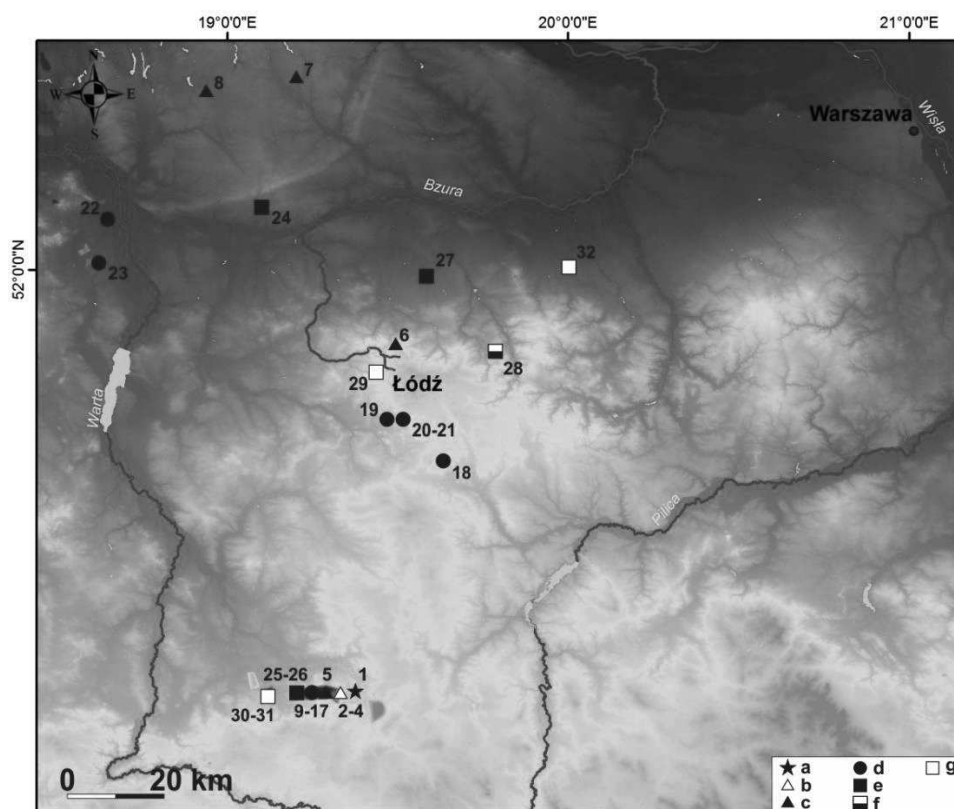 19°0'0"E 20°0'0"E 21°0'0"E
N
W E
S
8 7
Warszawa
Wisła
Bzura
22
24
23
27
32
52°0'0"N
6
28
29
Łódź
Warta
19
20-21
18
Pilica
25-26 5 1
30-31 9-17 2-4
0 20 km
a d g
b e
c f